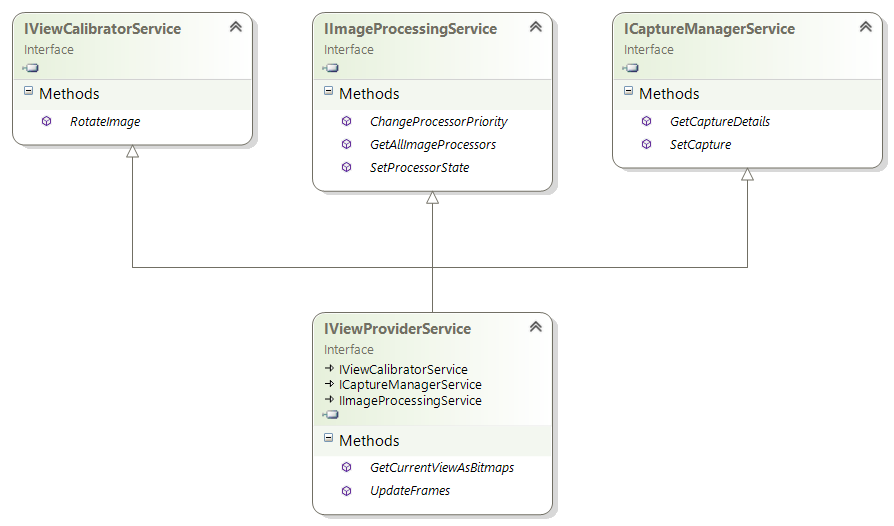 IViewCalibratorService
Interface
Methods
RotateImage
IImageProcessingService
Interface
Methods
ChangeProcessorPriority
GetAllImageProcessors
SetProcessorState
ICaptureManagerService
Interface
Methods
GetCaptureDetails
SetCapture
IViewProviderService
Interface
IViewCalibratorService
ICaptureManagerService
IImageProcessingService
Methods
GetCurrentViewAsBitmaps
UpdateFrames